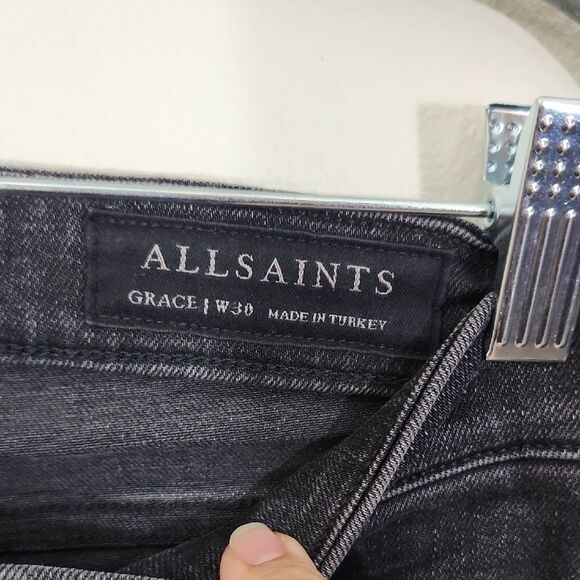 ALLSAINTS
GRACE | W30 MADE IN TURKEY